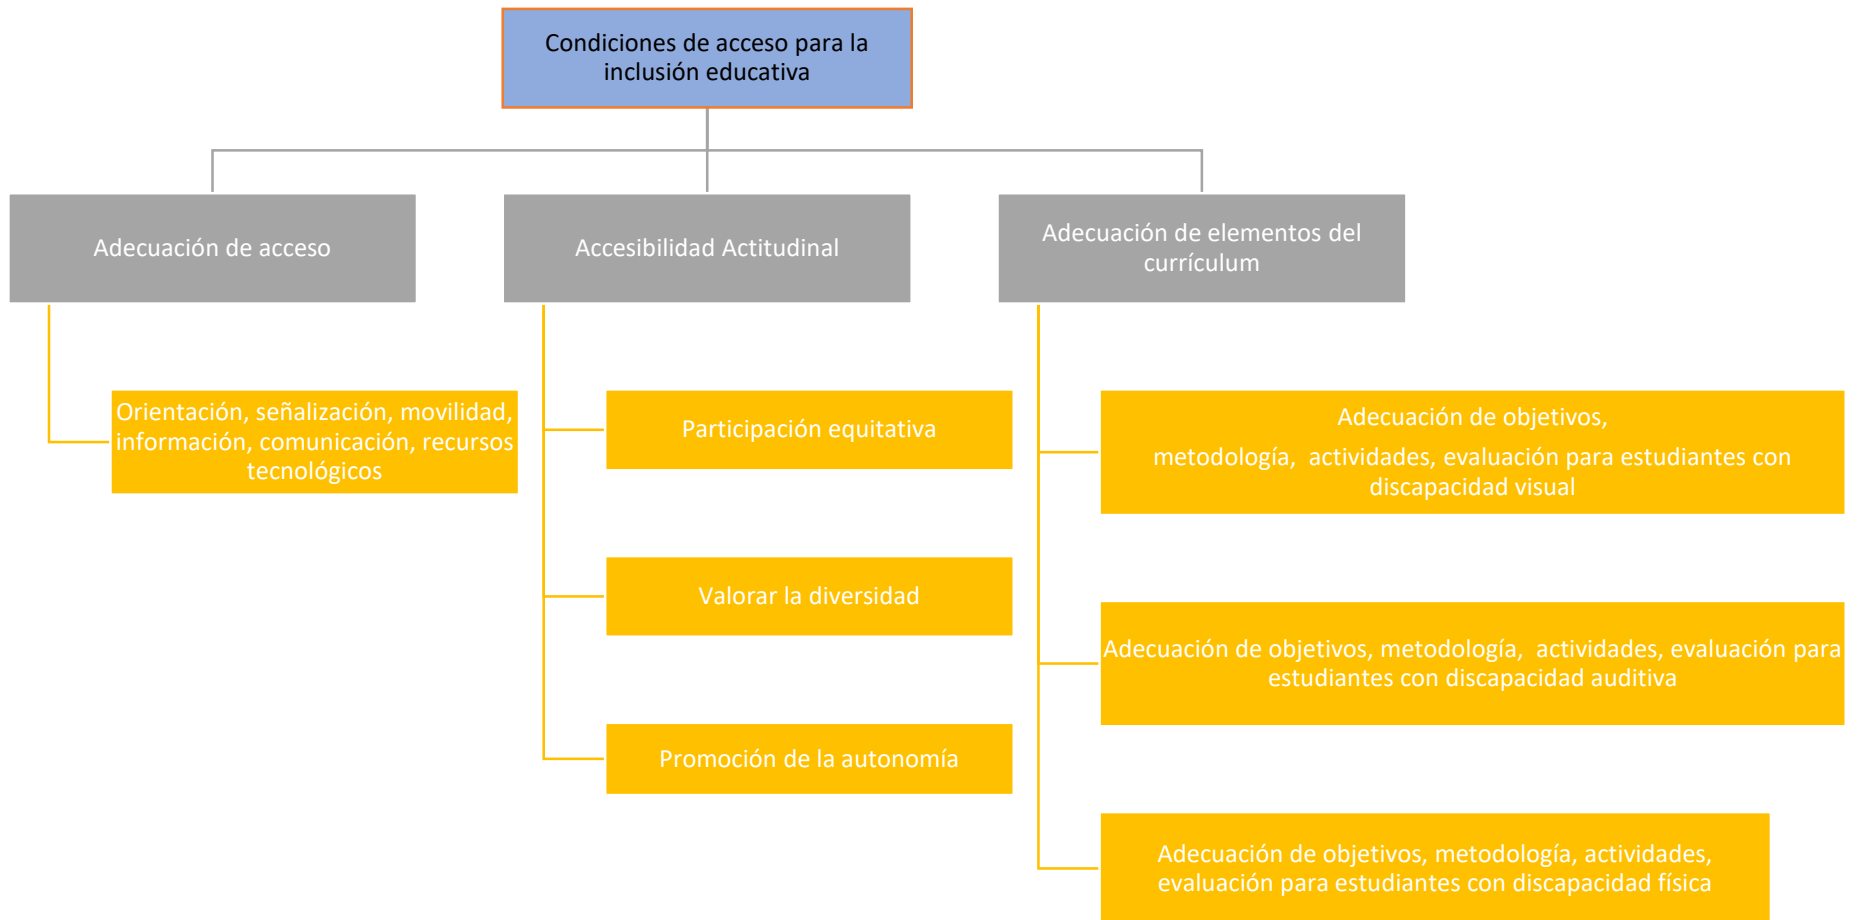 Condiciones de acceso para la
inclusión educativa
Adecuación de acceso
Accesibilidad Actitudinal
Adecuación de elementos del
currículum
Orientación, señalización, movilidad,
información, comunicación, recursos
tecnológicos
Participación equitativa
Valorar la diversidad
Promoción de la autonomía
Adecuación de objetivos,
metodología, actividades, evaluación para estudiantes con
discapacidad visual
Adecuación de objetivos, metodología, actividades, evaluación para
estudiantes con discapacidad auditiva
Adecuación de objetivos, metodología, actividades,
evaluación para estudiantes con discapacidad física